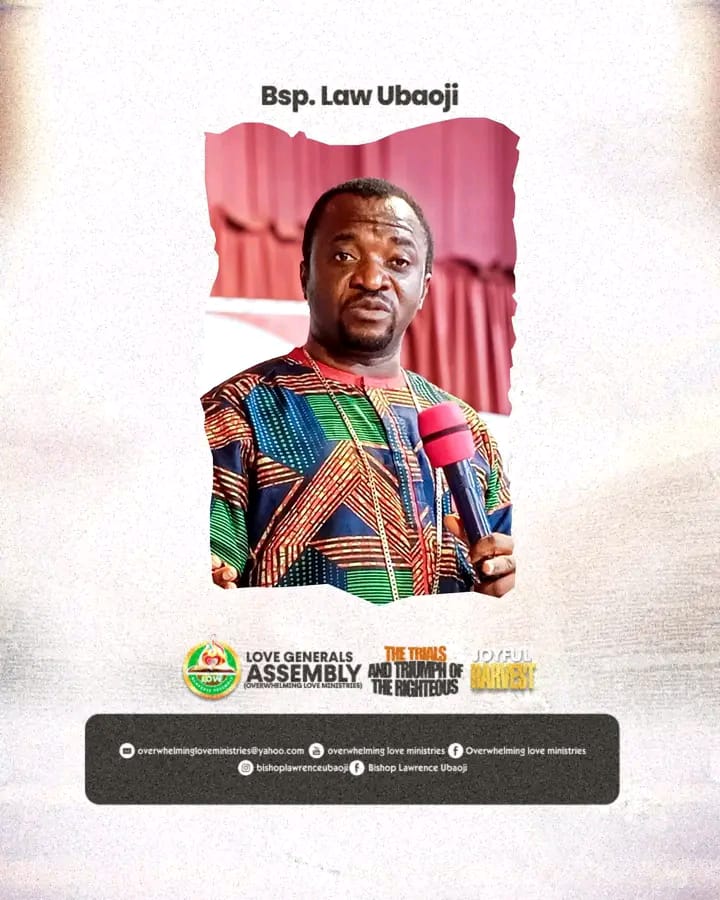 Bsp. Law Ubaoji
LOVE GENERALS
ASSEMBLY
(OVERWHELMING LOVE MINISTRIES)
THE TRIALS
AND TRIUMPH OF
THE RIGHTEOUS
JOYFUL
HARVEST
overwhelmingloveministries@yahoo.com overwhelming love ministries Overwhelming love ministries
bishoplawrenceubaoji Bishop Lawrence Ubaoji